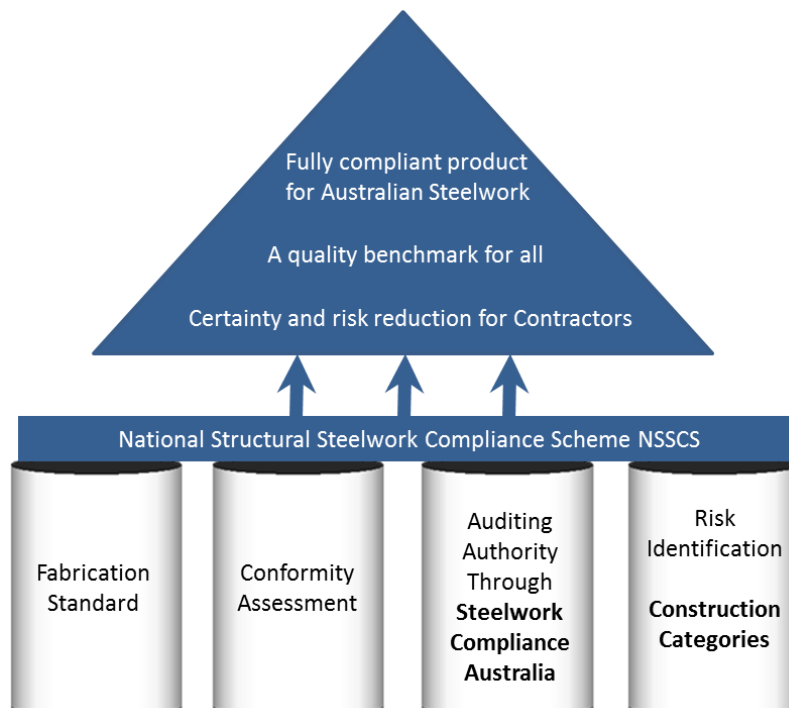 Fully compliant product
for Australian Steelwork
A quality benchmark for all
Certainty and risk reduction for Contractors
National Structural Steelwork Compliance Scheme NSSCS
Fabrication
Standard
Conformity
Assessment
Auditing
Authority
Through
Steelwork
Compliance
Australia
Risk
Identification
Construction
Categories